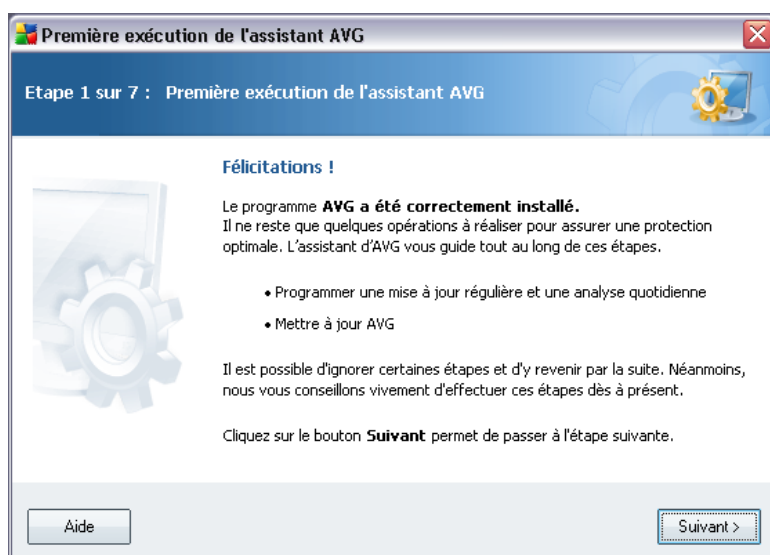 Première exécution de l'assistant AVG
Etape 1 sur 7 : Première exécution de l'assistant AVG
Félicitations !
Le programme AVG a été correctement installé.
Il ne reste que quelques opérations à réaliser pour assurer une protection
optimale. L'assistant d'AVG vous guide tout au long de ces étapes.
• Programmer une mise à jour régulière et une analyse quotidienne
• Mettre à jour AVG
Il est possible d'ignorer certaines étapes et d'y revenir par la suite. Néanmoins,
nous vous conseillons vivement d'effectuer ces étapes dès à présent.
Cliquez sur le bouton Suivant permet de passer à l'étape suivante.
Aide
Suivant >